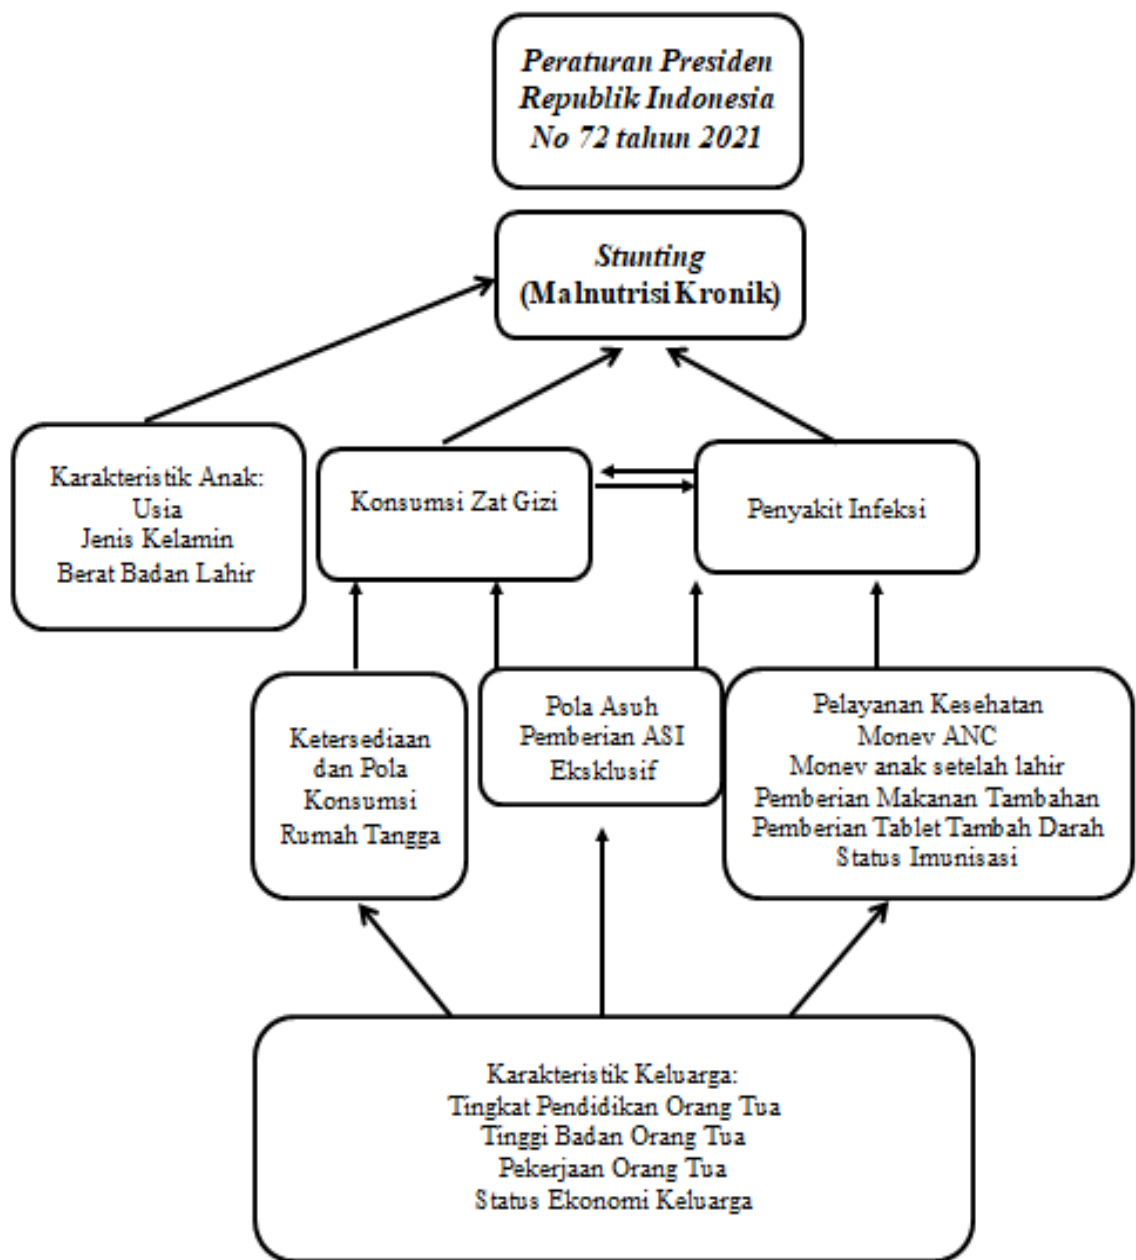 Peraturan Presiden
Republik Indonesia
No 72 tahun 2021
Stunting
(Malnutrisi Kronik)
Karakteristik Anak:
Usia
Jenis Kelamin
Berat Badan Lahir
Konsumsi Zat Gizi
Penyakit Infeksi
Ketersediaan
dan Pola
Konsumsi
Rumah Tangga
Pola Asuh
Pemberian ASI
Eksklusif
Pelayanan Kesehatan
Monev ANC
Monev anak setelah lahir
Pemberian Makanan Tambahan
Pemberian Tablet Tambah Darah
Status Imunisasi
Karakteristik Keluarga:
Tingkat Pendidikan Orang Tua
Tinggi Badan Orang Tua
Pekerjaan Orang Tua
Status Ekonomi Keluarga